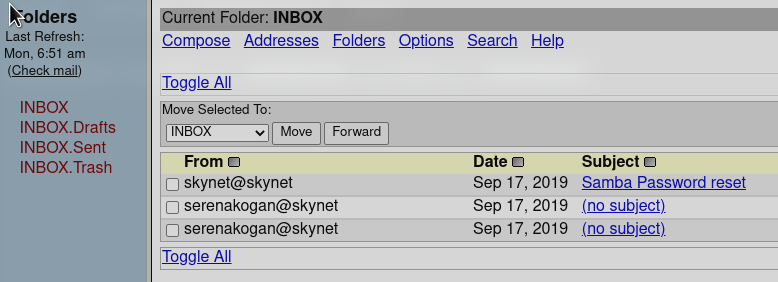 Folders
Last Refresh:
Mon, 6:51 am
(Check mail)
INBOX
INBOX.Drafts
INBOX.Sent
INBOX.Trash
Current Folder: INBOX
Compose Addresses Folders Options Search Help
Toggle All
Move Selected To:
INBOX Move Forward
From Date Subject
skynet@skynet Sep 17, 2019 Samba Password reset
serenakogan@skynet Sep 17, 2019 (no subject)
serenakogan@skynet Sep 17, 2019 (no subject)
Toggle All